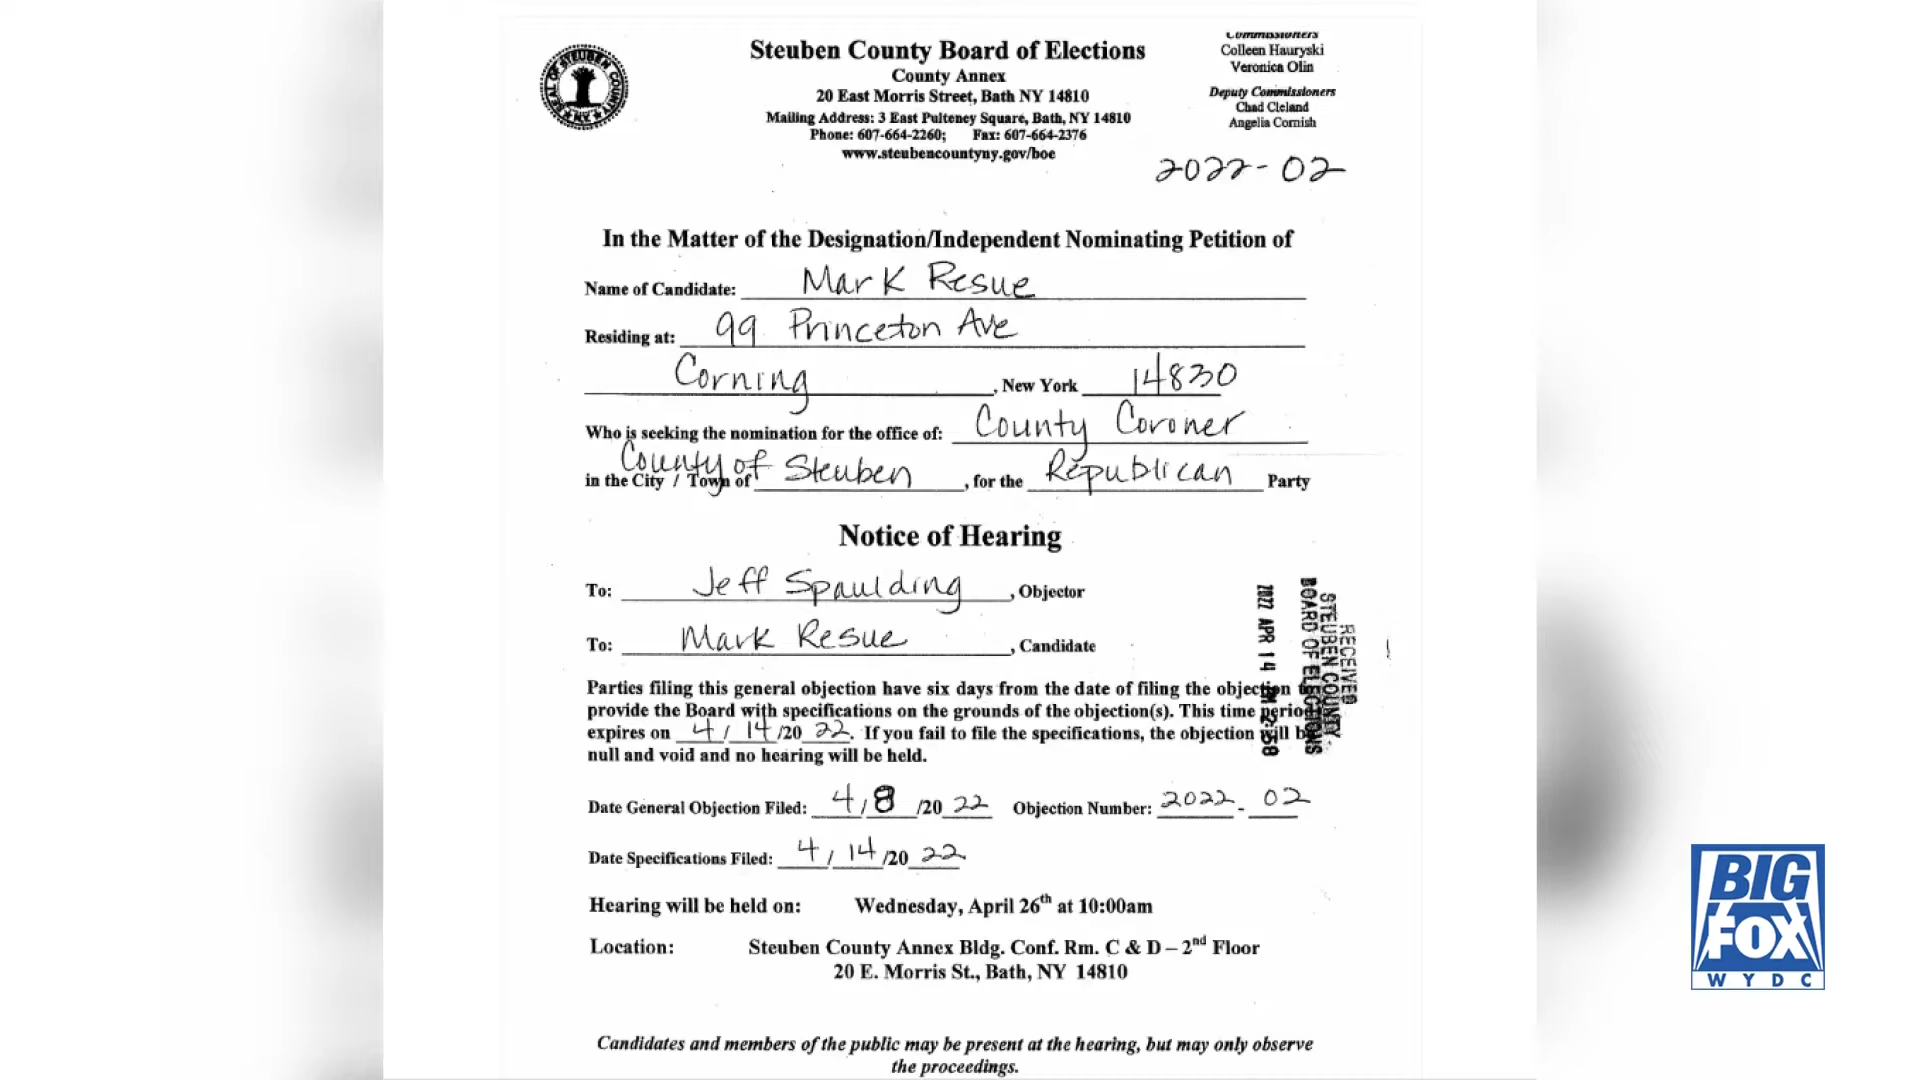 SEAL OF STEUBEN COUNTY
N.Y.
Steuben County Board of Elections
County Annex
20 East Morris Street, Bath NY 14810
Mailing Address: 3 East Pulteney Square, Bath, NY 14810
Phone: 607-664-2260; Fax: 607-664-2376
www.steubencountyny.gov/boe
Commissioners
Colleen Hauryski
Veronica Olin
Deputy Commissioners
Chad Cleland
Angelia Cornish
2022-02
In the Matter of the Designation/Independent Nominating Petition of
Name of Candidate: Mark Resue
Residing at: 99 Princeton Ave
Corning, New York 14830
Who is seeking the nomination for the office of: County Coroner
County of Steuben
in the City / Town of , for the Republican Party
Notice of Hearing
To: Jeff Spaulding, Objector
To: Mark Resue, Candidate
Parties filing this general objection have six days from the date of filing the objection
provide the Board with specifications on the grounds of the objection(s). This time period
expires on 4/14/2022. If you fail to file the specifications, the objection will be
null and void and no hearing will be held.
RECEIVED
STEUBEN COUNTY
BOARD OF ELECTIONS
2022 APR 14 PM 2:58
Date General Objection Filed: 4/8/2022 Objection Number: 2022-02
Date Specifications Filed: 4/14/2022
Hearing will be held on: Wednesday, April 26th at 10:00am
Location: Steuben County Annex Bldg. Conf. Rm. C & D – 2nd Floor
20 E. Morris St., Bath, NY 14810
Candidates and members of the public may be present at the hearing, but may only observe
the proceedings.
BIG
FOX
WYDC